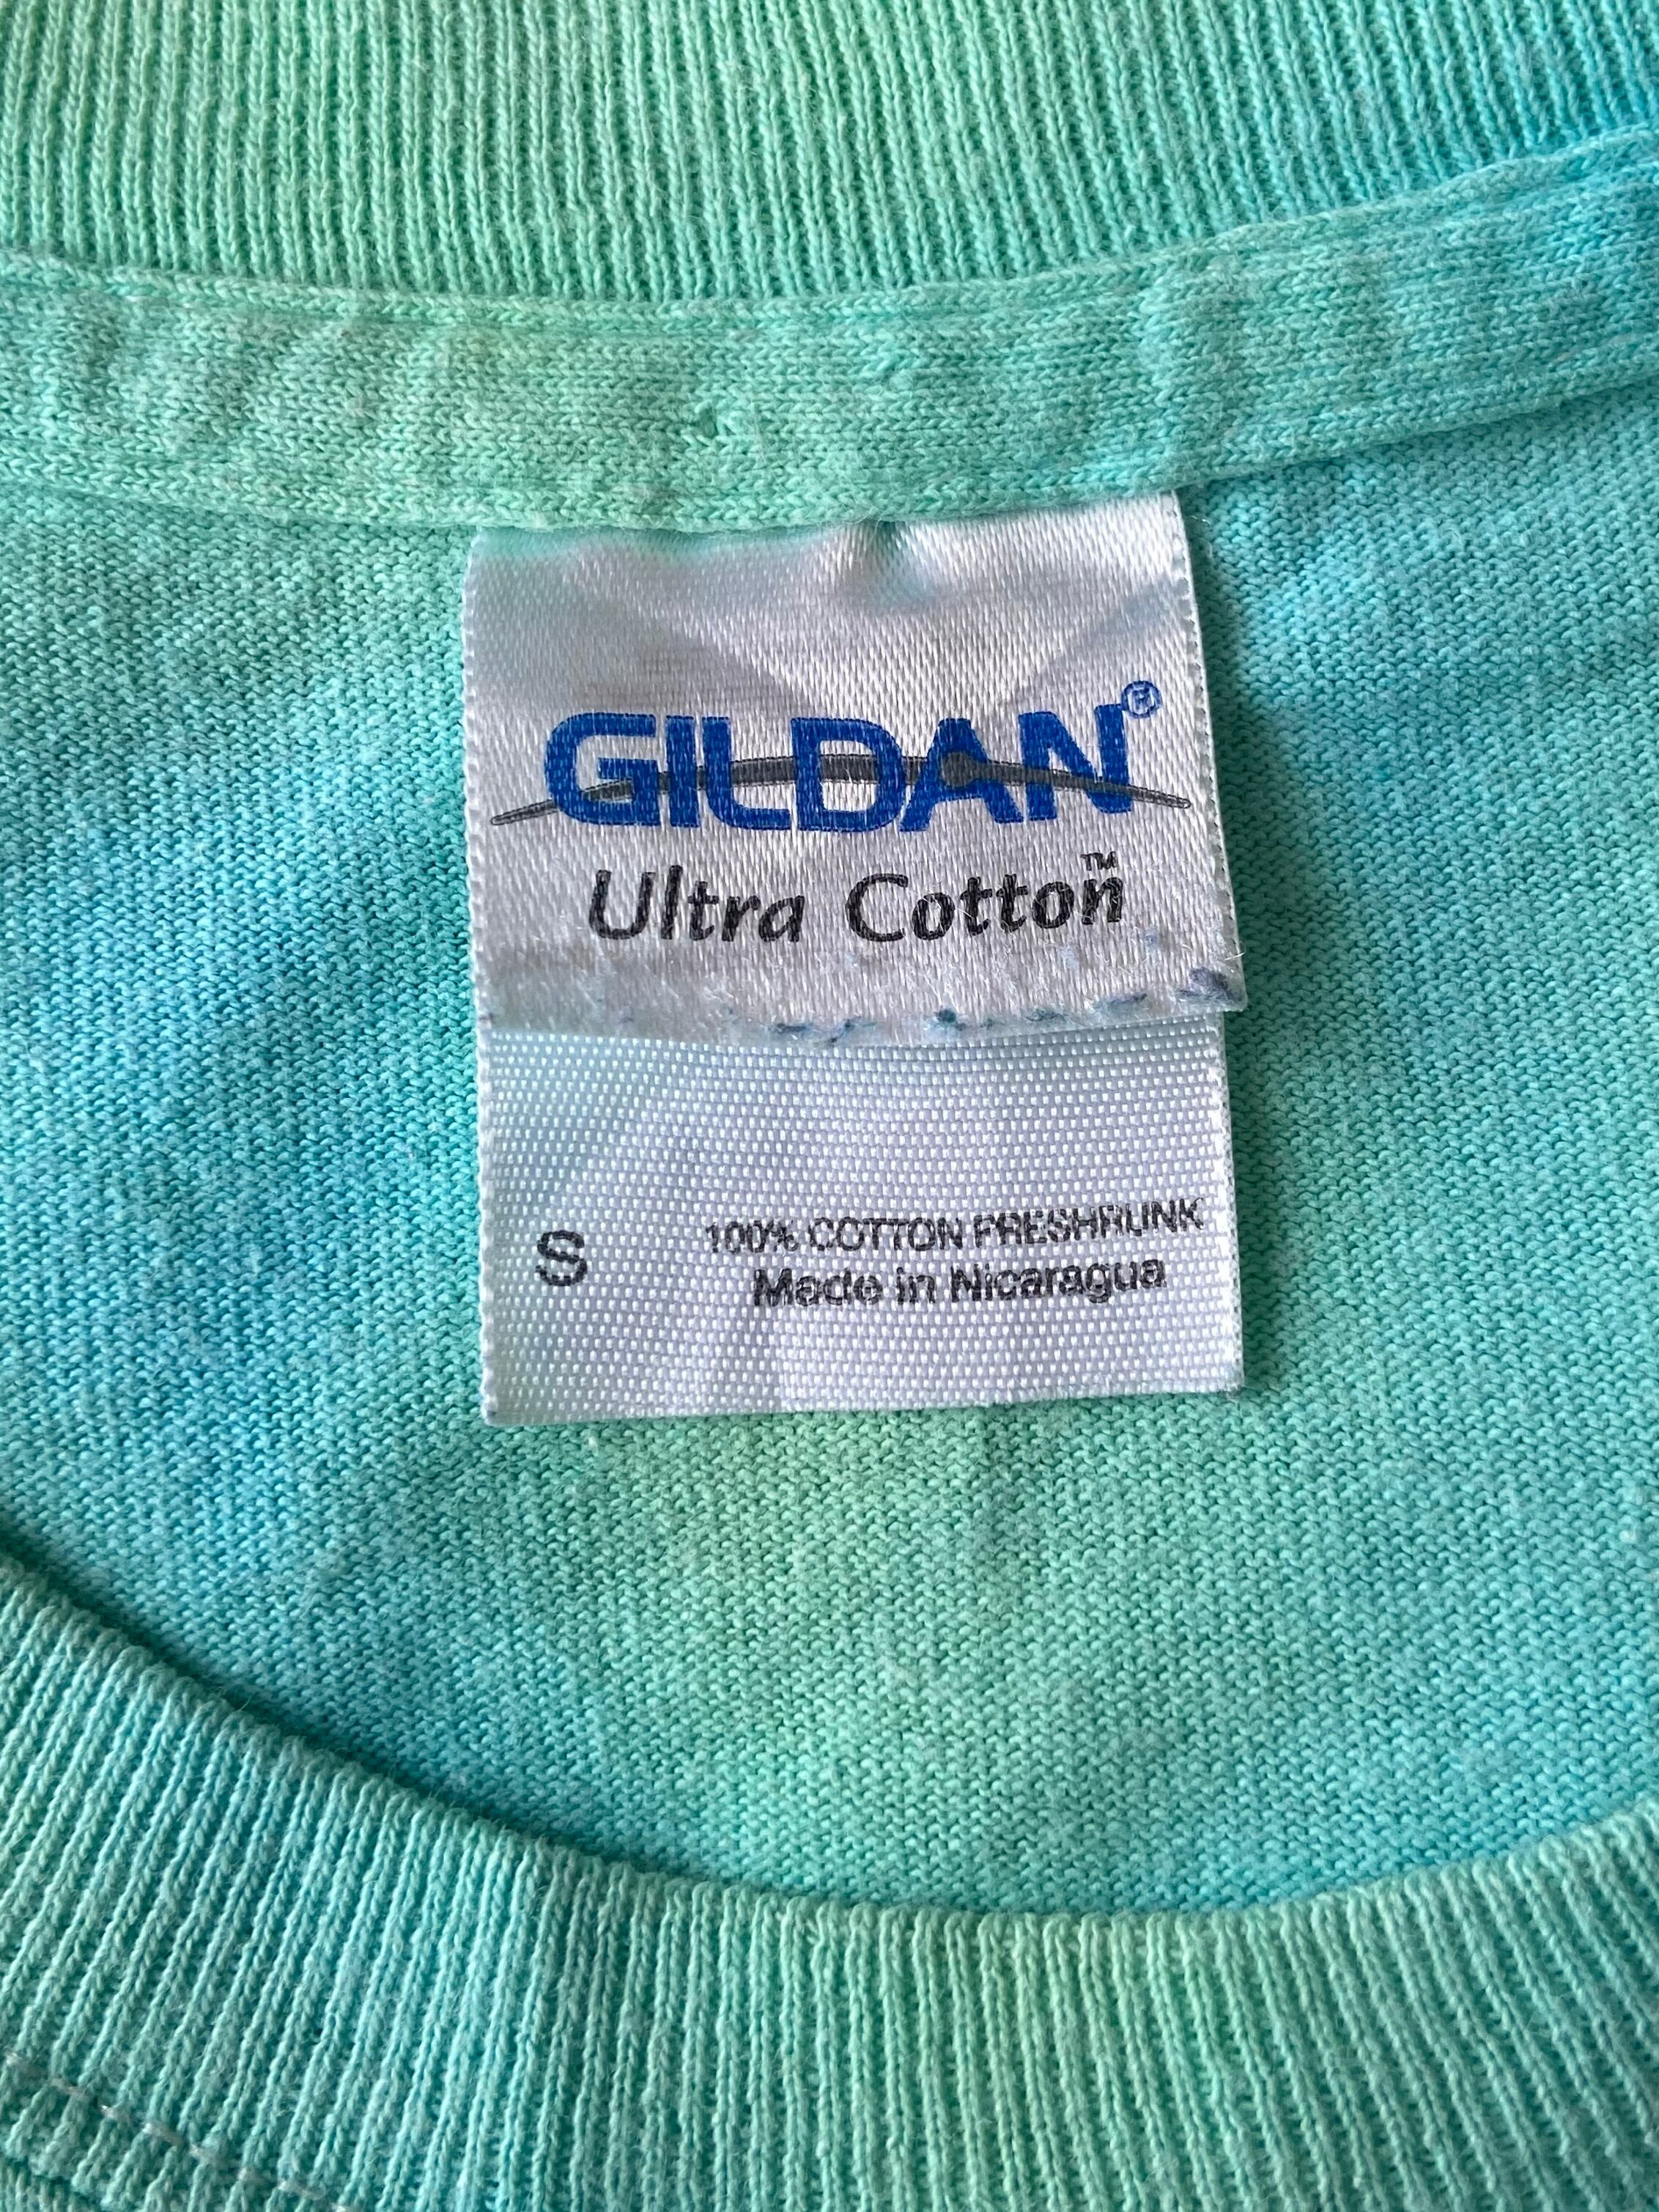 GILDAN®
Ultra Cotton™
S 100% COTTON PRESHRUNK
Made in Nicaragua